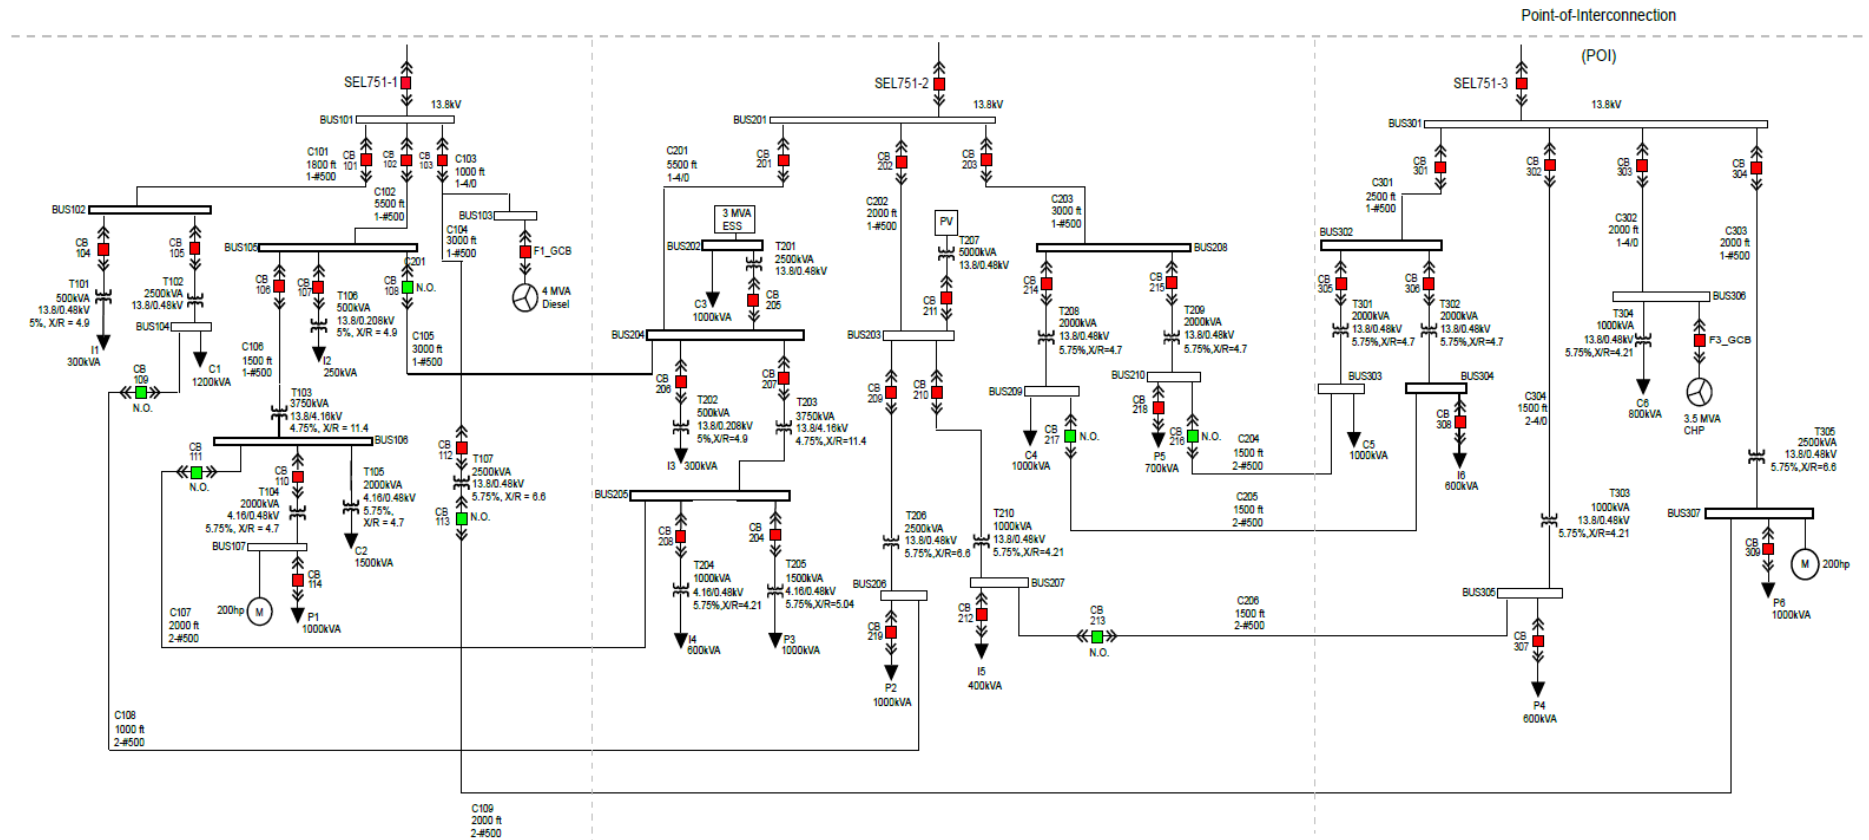 Point-of-Interconnection
(POI)
SEL751-1
13.8kV
BUS101
C101
1800 ft
1-#500
CB
101
CB
102
CB
103
C103
1000 ft
1-4/0
C102
5500 ft
1-#500
BUS102
BUS103
CB
104
CB
105
BUS105
C104
3000 ft
1-#500
F1_GCB
4 MVA
Diesel
T101
500kVA
13.8/0.48kV
5%, X/R = 4.9
T102
2500kVA
13.8/0.48kV
BUS104
I1
300kVA
C1
1200kVA
CB
106
CB
107
C201
CB
108
N.O.
T106
500kVA
13.8/0.208kV
5%, X/R = 4.9
I2
250kVA
C105
3000 ft
1-#500
C106
1500 ft
1-#500
CB
109
N.O.
T103
3750kVA
13.8/4.16kV
4.75%, X/R = 11.4
BUS106
CB
111
N.O.
CB
110
T104
2000kVA
4.16/0.48kV
5.75%, X/R = 4.7
T105
2000kVA
4.16/0.48kV
5.75%,
X/R = 4.7
C2
1500kVA
CB
112
T107
2500kVA
13.8/0.48kV
5.75%, X/R = 6.6
CB
113
N.O.
BUS107
CB
114
200hp
M
P1
1000kVA
C107
2000 ft
2-#500
C108
1000 ft
2-#500
C109
2000 ft
2-#500
SEL751-2
13.8kV
BUS201
C201
5500 ft
1-4/0
CB
201
CB
202
CB
203
C202
2000 ft
1-#500
C203
3000 ft
1-#500
3 MVA
ESS
BUS202
T201
2500kVA
13.8/0.48kV
C3
1000kVA
CB
205
PV
T207
5000kVA
13.8/0.48kV
CB
211
BUS204
BUS203
CB
206
CB
207
T202
500kVA
13.8/0.208kV
5%X/R=4.9
I3 300kVA
T203
3750kVA
13.8/4.16kV
4.75%,X/R=11.4
BUS205
CB
208
CB
204
T204
1000kVA
4.16/0.48kV
5.75%,X/R=4.21
T205
1500kVA
4.16/0.48kV
5.75%,X/R=5.04
I4
600kVA
P3
1000kVA
CB
209
CB
210
T206
2500kVA
13.8/0.48kV
5.75%,X/R=6.6
T210
1000kVA
13.8/0.48kV
5.75%,X/R=4.21
BUS206
BUS207
CB
219
CB
212
P2
1000kVA
I5
400kVA
BUS208
CB
214
CB
215
T208
2000kVA
13.8/0.48kV
5.75%,X/R=4.7
T209
2000kVA
13.8/0.48kV
5.75%,X/R=4.7
BUS209
BUS210
CB
217
N.O.
CB
218
CB
216
N.O.
C4
1000kVA
P5
700kVA
C204
1500 ft
2-#500
C205
1500 ft
2-#500
C206
1500 ft
2-#500
CB
213
N.O.
SEL751-3
13.8kV
BUS301
CB
301
CB
302
CB
303
CB
304
C301
2500 ft
1-#500
C302
2000 ft
1-4/0
C303
2000 ft
1-#500
BUS302
CB
305
CB
306
T301
2000kVA
13.8/0.48kV
5.75%,X/R=4.7
T302
2000kVA
13.8/0.48kV
5.75%,X/R=4.7
BUS303
BUS304
C5
1000kVA
CB
308
I6
600kVA
C304
1500 ft
2-4/0
BUS306
T304
1000kVA
13.8/0.48kV
5.75%,X/R=4.21
F3_GCB
C6
800kVA
3.5 MVA
CHP
T305
2500kVA
13.8/0.48kV
5.75%,X/R=6.6
T303
1000kVA
13.8/0.48kV
5.75%,X/R=4.21
BUS307
CB
309
M
200hp
P6
1000kVA
BUS305
CB
307
P4
600kVA